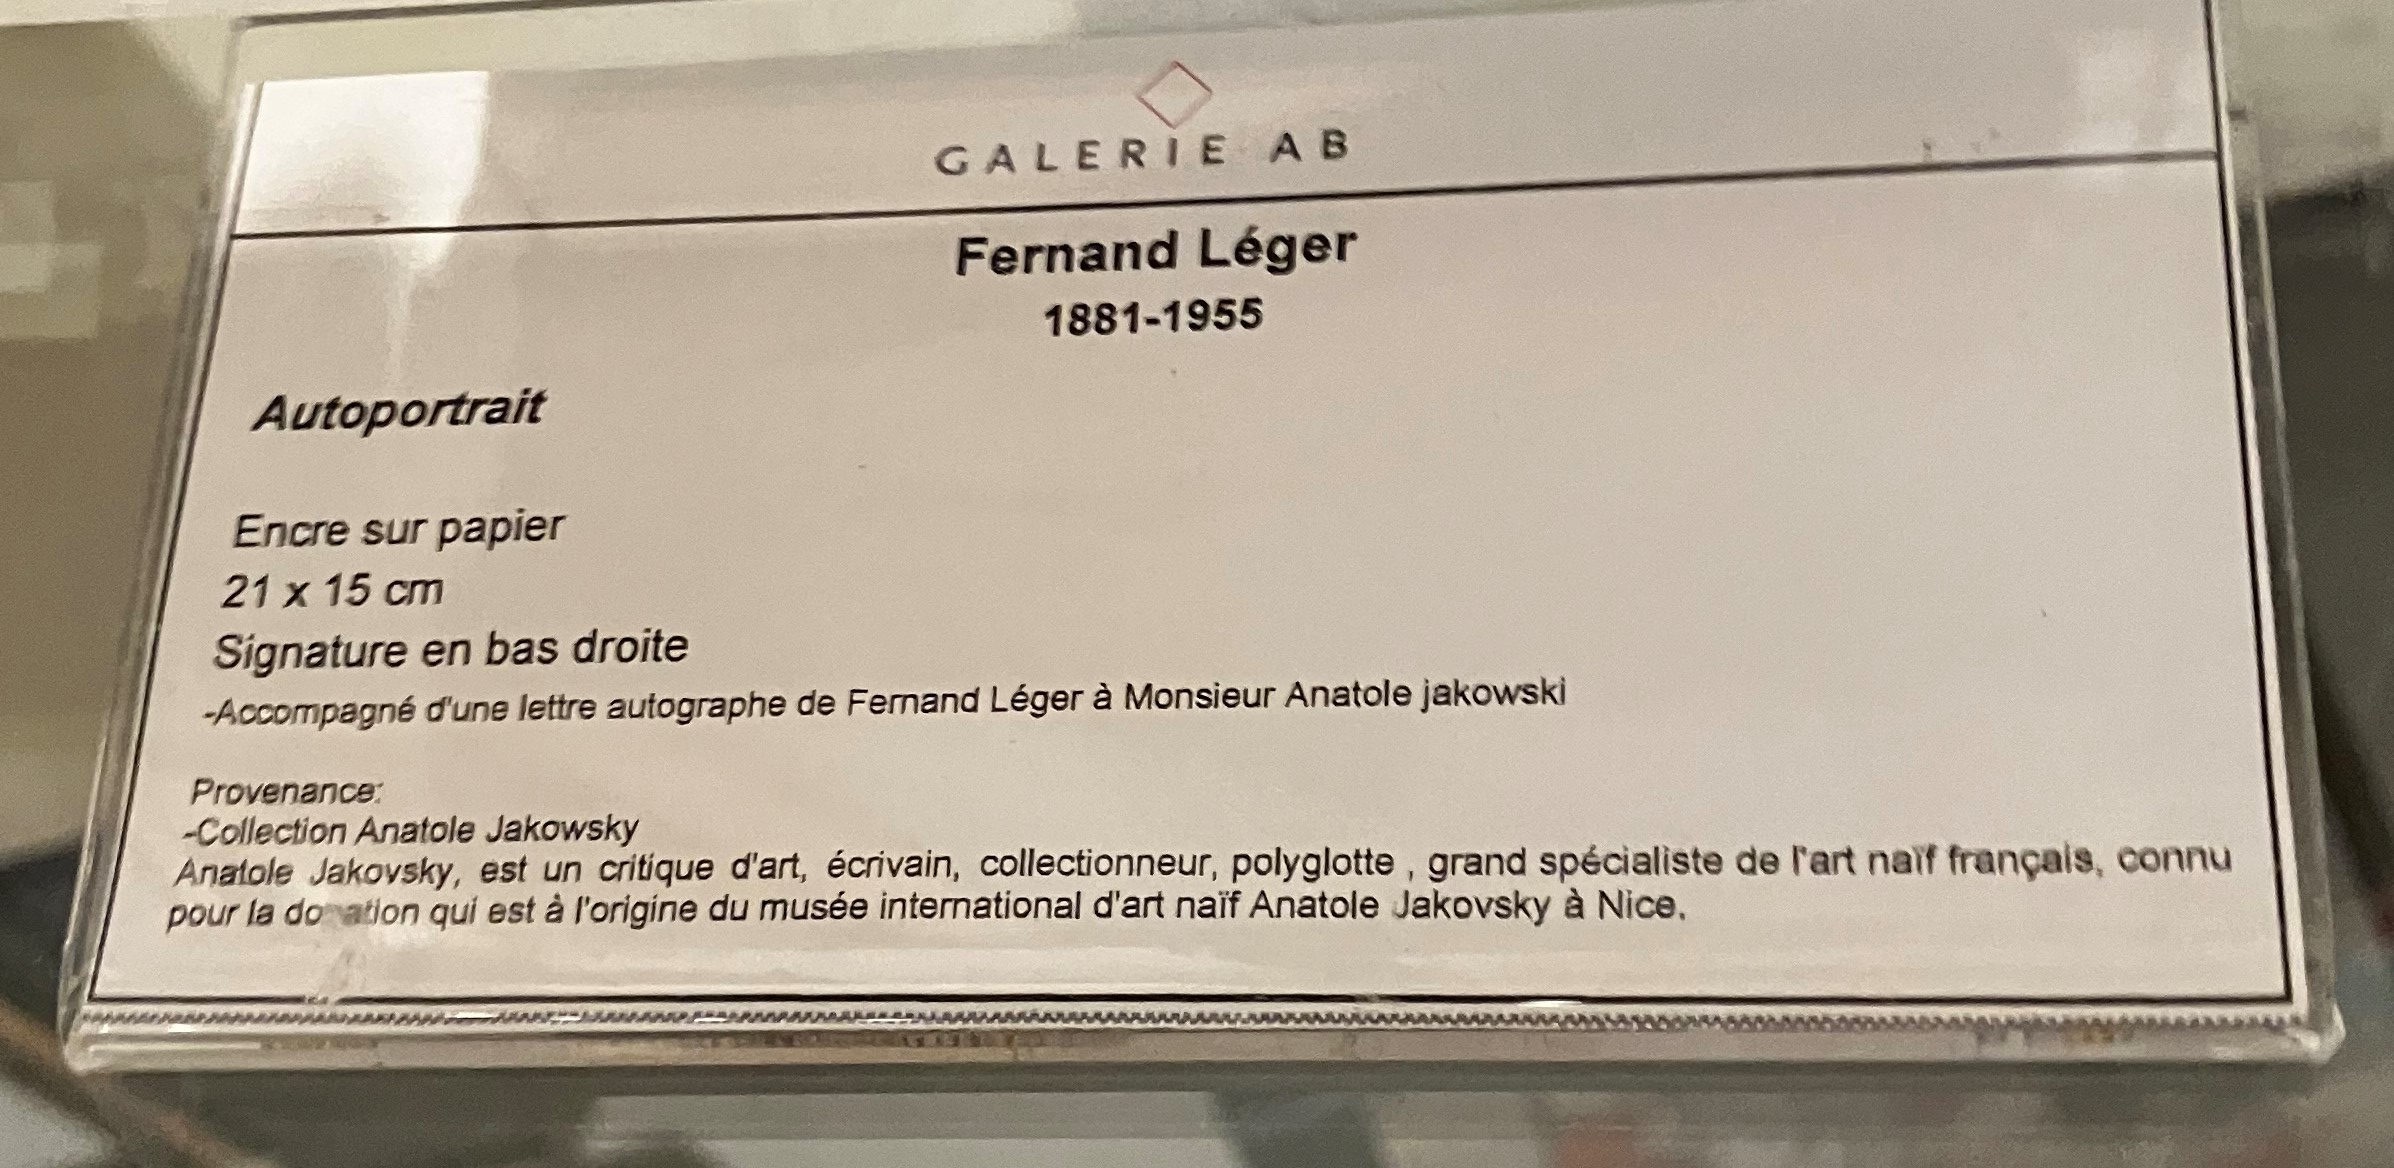 GALERIE AB
Fernand Léger
1881-1955
Autoportrait
Encre sur papier
21 x 15 cm
Signature en bas droite
-Accompagné d'une lettre autographe de Fernand Léger à Monsieur Anatole jakowski
Provenance:
-Collection Anatole Jakowsky
Anatole Jakovsky, est un critique d'art, écrivain, collectionneur, polyglotte , grand spécialiste de l'art naïf français, connu
pour la donation qui est à l'origine du musée international d'art naïf Anatole Jakovsky à Nice.